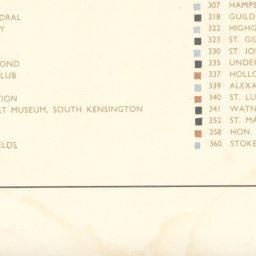 307 HAMPS
DRAL
318 GUILD
Y
322 HIGHG
323 ST. GIL
330 ST. JOS
OND
335 UNDER
LUB
337 HOLLO
339 ALEXA
TION
340 ST. LU
T MUSEUM, SOUTH KENSINGTON
341 WATN
352 ST. MA
358 HON.
ELDS,
360 STOKE